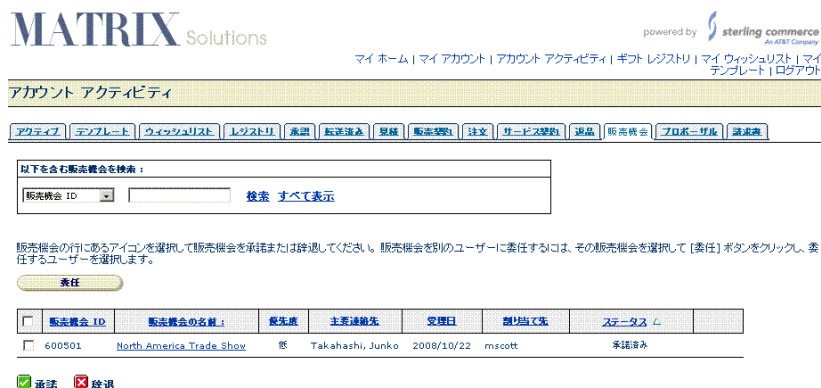 MATRIX Solutions
powered by sterling commerce
An AT&T Company
マイ ホーム | マイ アカウント | アカウント アクティビティ | ギフト レジストリ | マイ ウィッシュリスト | マイ
テンプレート | ログアウト
アカウント アクティビティ
アクティブ テンプレート ウィッシュリスト レジストリ 承認 転送済み 見積 販売契約 注文 サービス契約 返品 販売機会 プロポーザル 請求書
以下を含む販売機会を検索：
販売機会 ID 検索 すべて表示
販売機会の行にあるアイコンを選択して販売機会を承諾または辞退してください。販売機会を別のユーザーに委任するには、その販売機会を選択して [委任] ボタンをクリックし、委
任するユーザーを選択します。
委任
販売機会 ID 販売機会の名前： 優先度 主要連絡先 受理日 割り当て先 ステータス
600501 North America Trade Show 低 Takahashi, Junko 2008/10/22 mscott 承諾済み
承諾 辞退